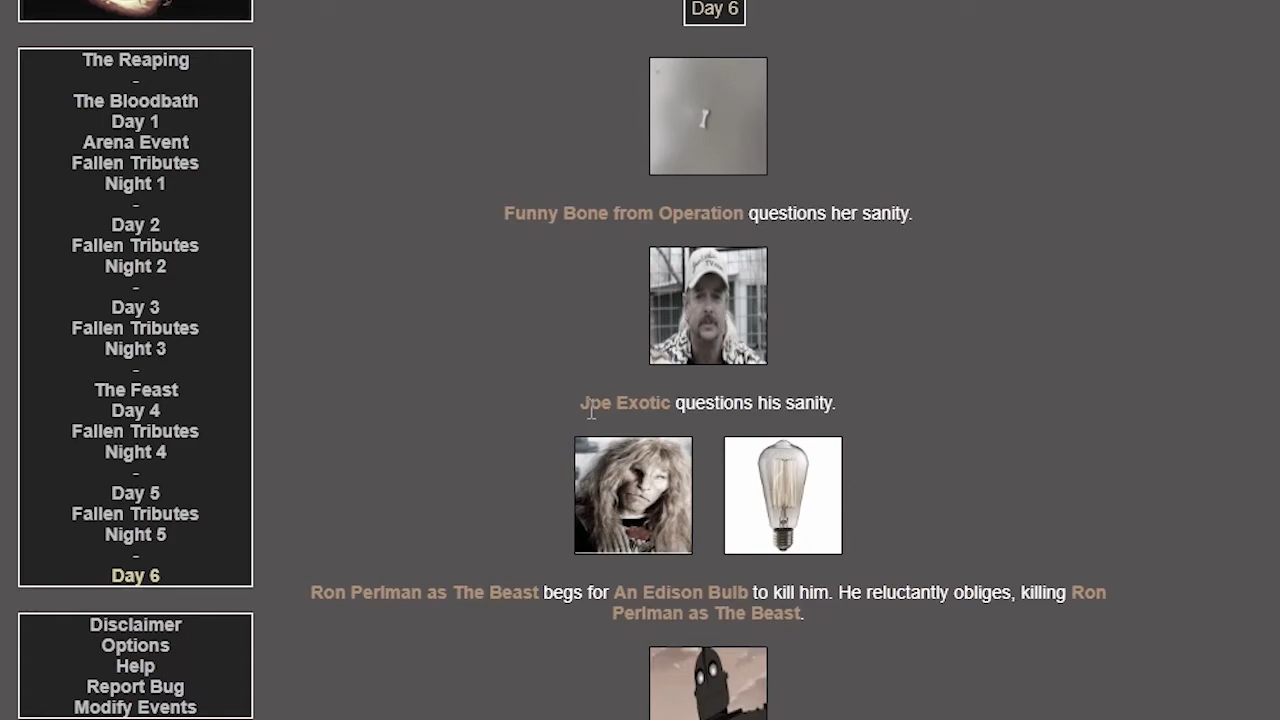 Day 6
The Reaping
-
The Bloodbath
Day 1
Arena Event
Fallen Tributes
Night 1
-
Day 2
Fallen Tributes
Night 2
-
Day 3
Fallen Tributes
Night 3
-
The Feast
Day 4
Fallen Tributes
Night 4
-
Day 5
Fallen Tributes
Night 5
-
Day 6
Disclaimer
Options
Help
Report Bug
Modify Events
Funny Bone from Operation questions her sanity.
Joe Exotic questions his sanity.
Ron Perlman as The Beast begs for An Edison Bulb to kill him. He reluctantly obliges, killing Ron
Perlman as The Beast.